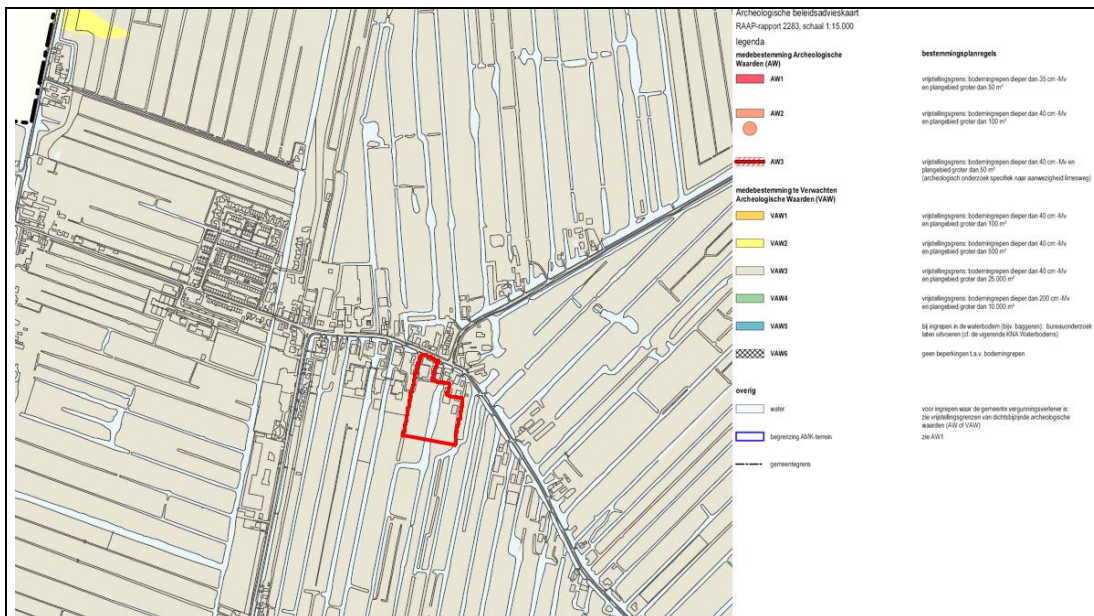 Archeologische beleidsadvieskaart
RAAP-rapport 2283, schaal 1:15.000
legenda
medebestemming Archeologische
Waarden (AW)
bestemmingsplanregels
AW1
vrijstellingsgrens: bodemingrepen dieper dan 35 cm -Mv
en plangebied groter dan 50 m²
AW2
vrijstellingsgrens: bodemingrepen dieper dan 40 cm -Mv
en plangebied groter dan 100 m²
AW3
vrijstellingsgrens: bodemingrepen dieper dan 40 cm -Mv en
plangebied groter dan 50 m²
(archeologisch onderzoek specifiek naar aanwezigheid limesweg)
medebestemming te Verwachten
Archeologische Waarden (VAW)
VAW1
vrijstellingsgrens: bodemingrepen dieper dan 40 cm -Mv
en plangebied groter dan 100 m²
VAW2
vrijstellingsgrens: bodemingrepen dieper dan 40 cm -Mv
en plangebied groter dan 500 m²
VAW3
vrijstellingsgrens: bodemingrepen dieper dan 40 cm -Mv
en plangebied groter dan 25.000 m²
VAW4
vrijstellingsgrens: bodemingrepen dieper dan 200 cm -Mv
en plangebied groter dan 10.000 m²
VAW5
bij ingrepen in de waterbodem (bijv. baggeren): bureauonderzoek
laten uitvoeren (cf. de vigerende KNA Waterbodems)
VAW6
geen beperkingen t.a.v. bodemingrepen
overig
water
voor ingrepen waar de gemeente vergunningsverlener is:
zie vrijstellingsgrenzen van dichtsbijzijnde archeologische
waarden (AW of VAW)
begrenzing AMK-terrein
zie AW1
gemeentegrens